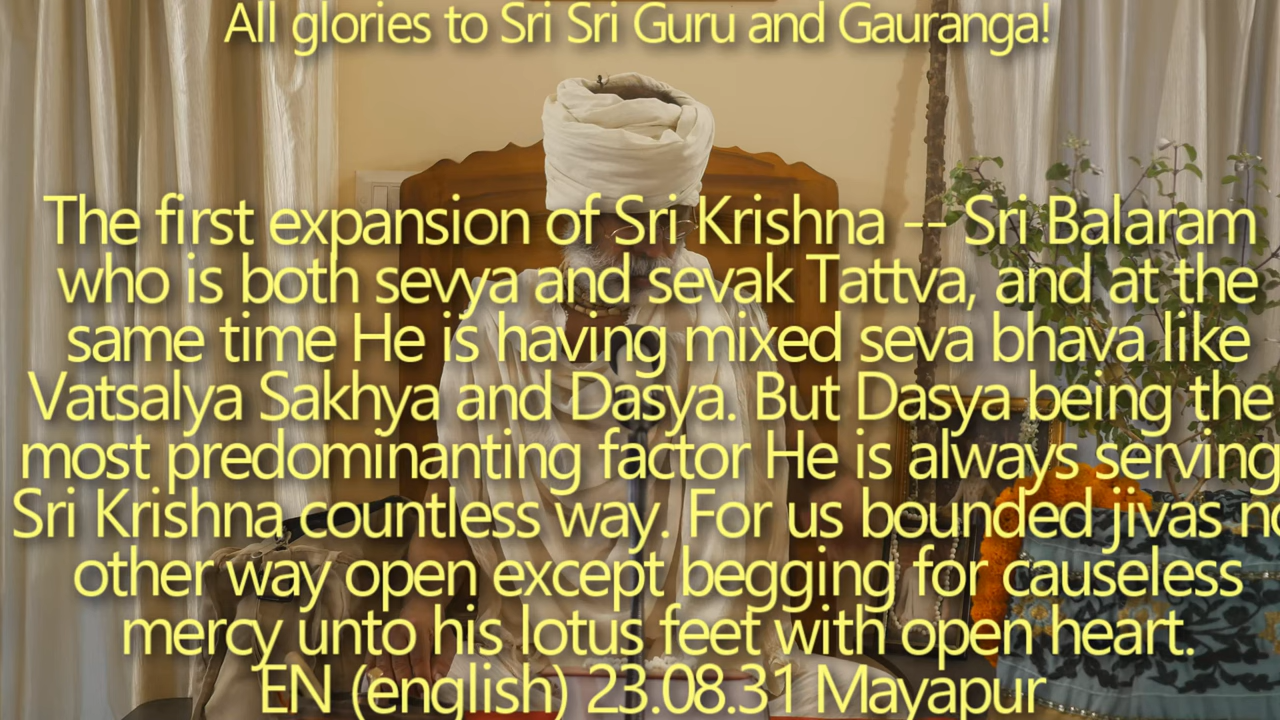 All glories to Sri Sri Guru and Gauranga!
The first expansion of Sri Krishna -- Sri Balaram
who is both sevya and sevak Tattva, and at the
same time He is having mixed seva bhava like
Vatsalya Sakhya and Dasya. But Dasya being the
most predominanting factor He is always serving
Sri Krishna countless way. For us bounded jivas no
other way open except begging for causeless
mercy unto his lotus feet with open heart.
EN (english) 23.08.31 Mayapur